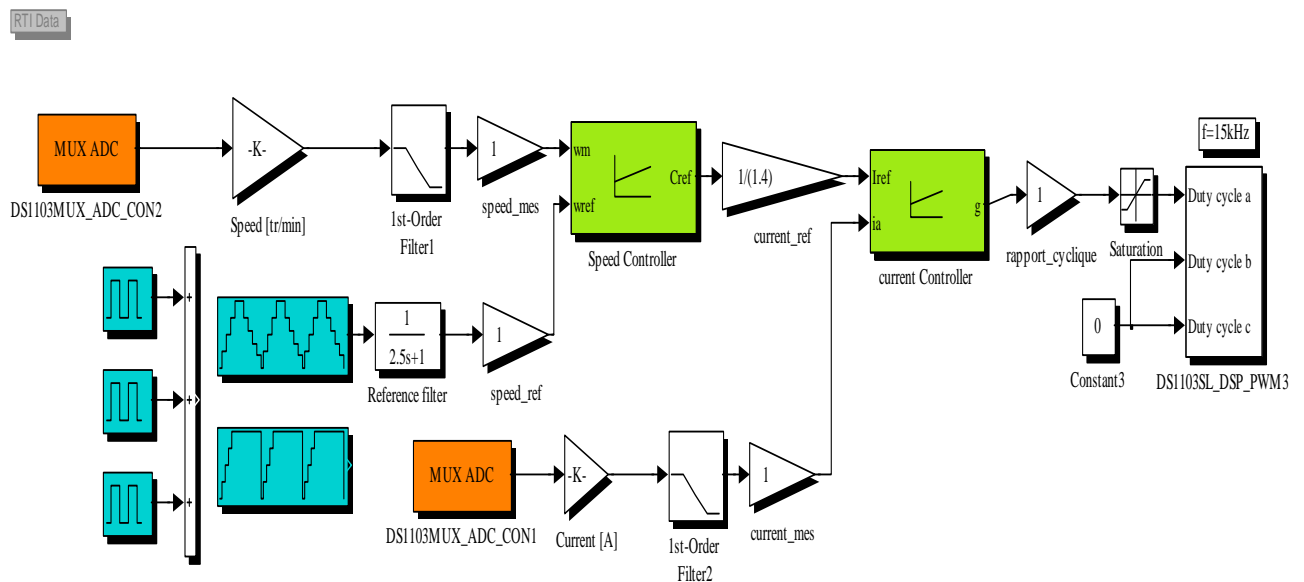 RTI Data
MUX ADC
DS1103MUX_ADC_CON2
-K-
Speed [tr/min]
1st-Order
Filter1
1
speed_mes
wm
wref
Cref
Speed Controller
1/(1.4)
current_ref
Iref
ia
g
current Controller
1
rapport_cyclique
Saturation
f=15kHz
Duty cycle a
Duty cycle b
Duty cycle c
DS1103SL_DSP_PWM3
0
Constant3
+
+
+
1
2.5s+1
Reference filter
1
speed_ref
MUX ADC
DS1103MUX_ADC_CON1
-K-
Current [A]
1st-Order
Filter2
1
current_mes